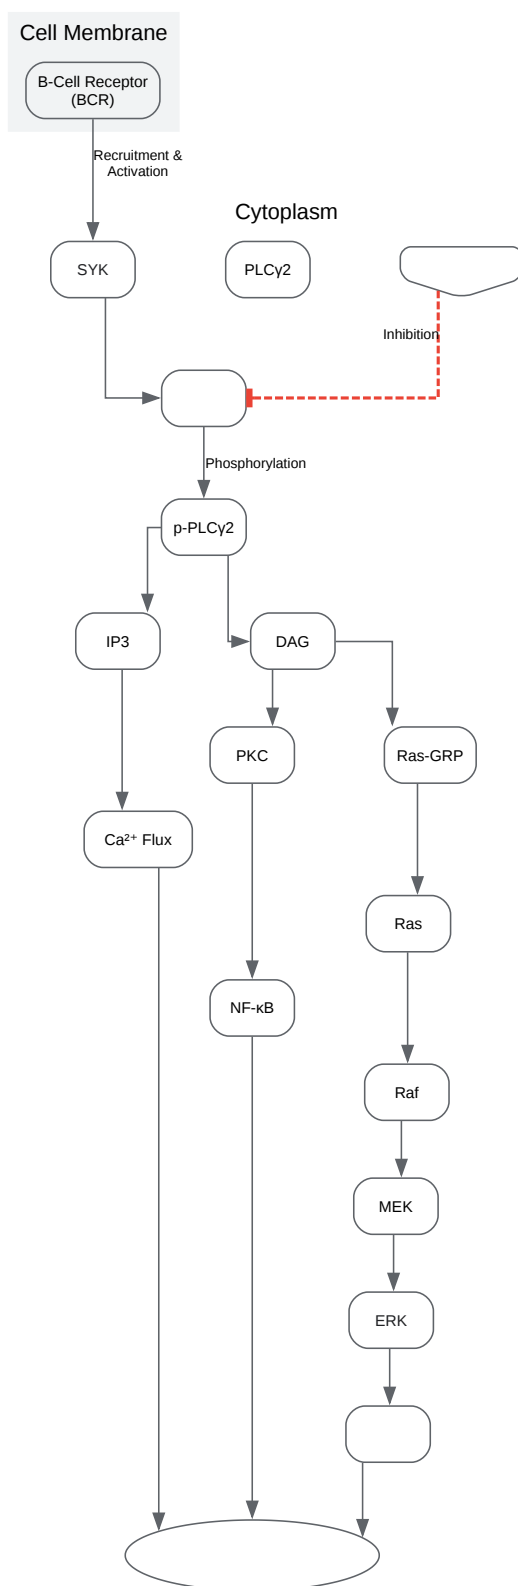 Cell Membrane
B-Cell Receptor
(BCR)
Recruitment &
Activation
Cytoplasm
SYK
PLCγ2
Inhibition
Phosphorylation
p-PLCγ2
IP3
DAG
PKC
Ras-GRP
Ca²⁺ Flux
Ras
NF-κB
Raf
MEK
ERK